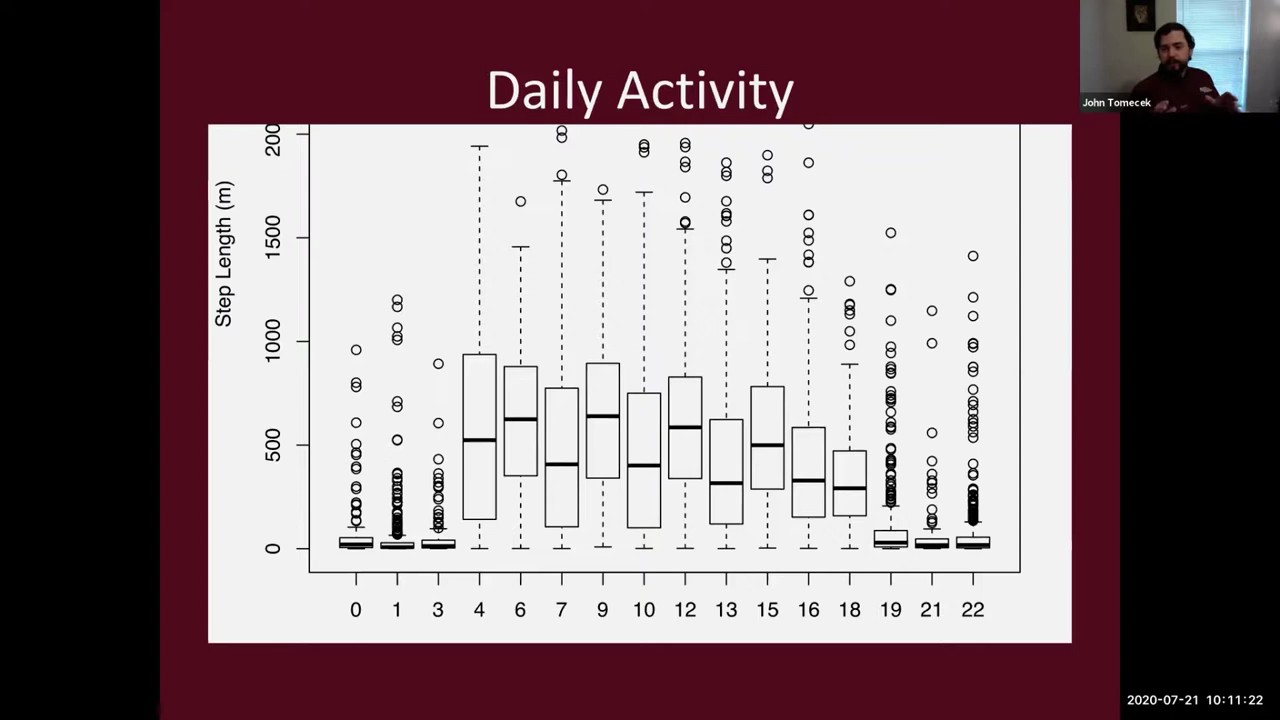 Daily Activity
John Tomecek
Step Length (m)
200
1500
1000
500
0
0 1 3 4 6 7 9 10 12 13 15 16 18 19 21 22
2020-07-21 10:11:22